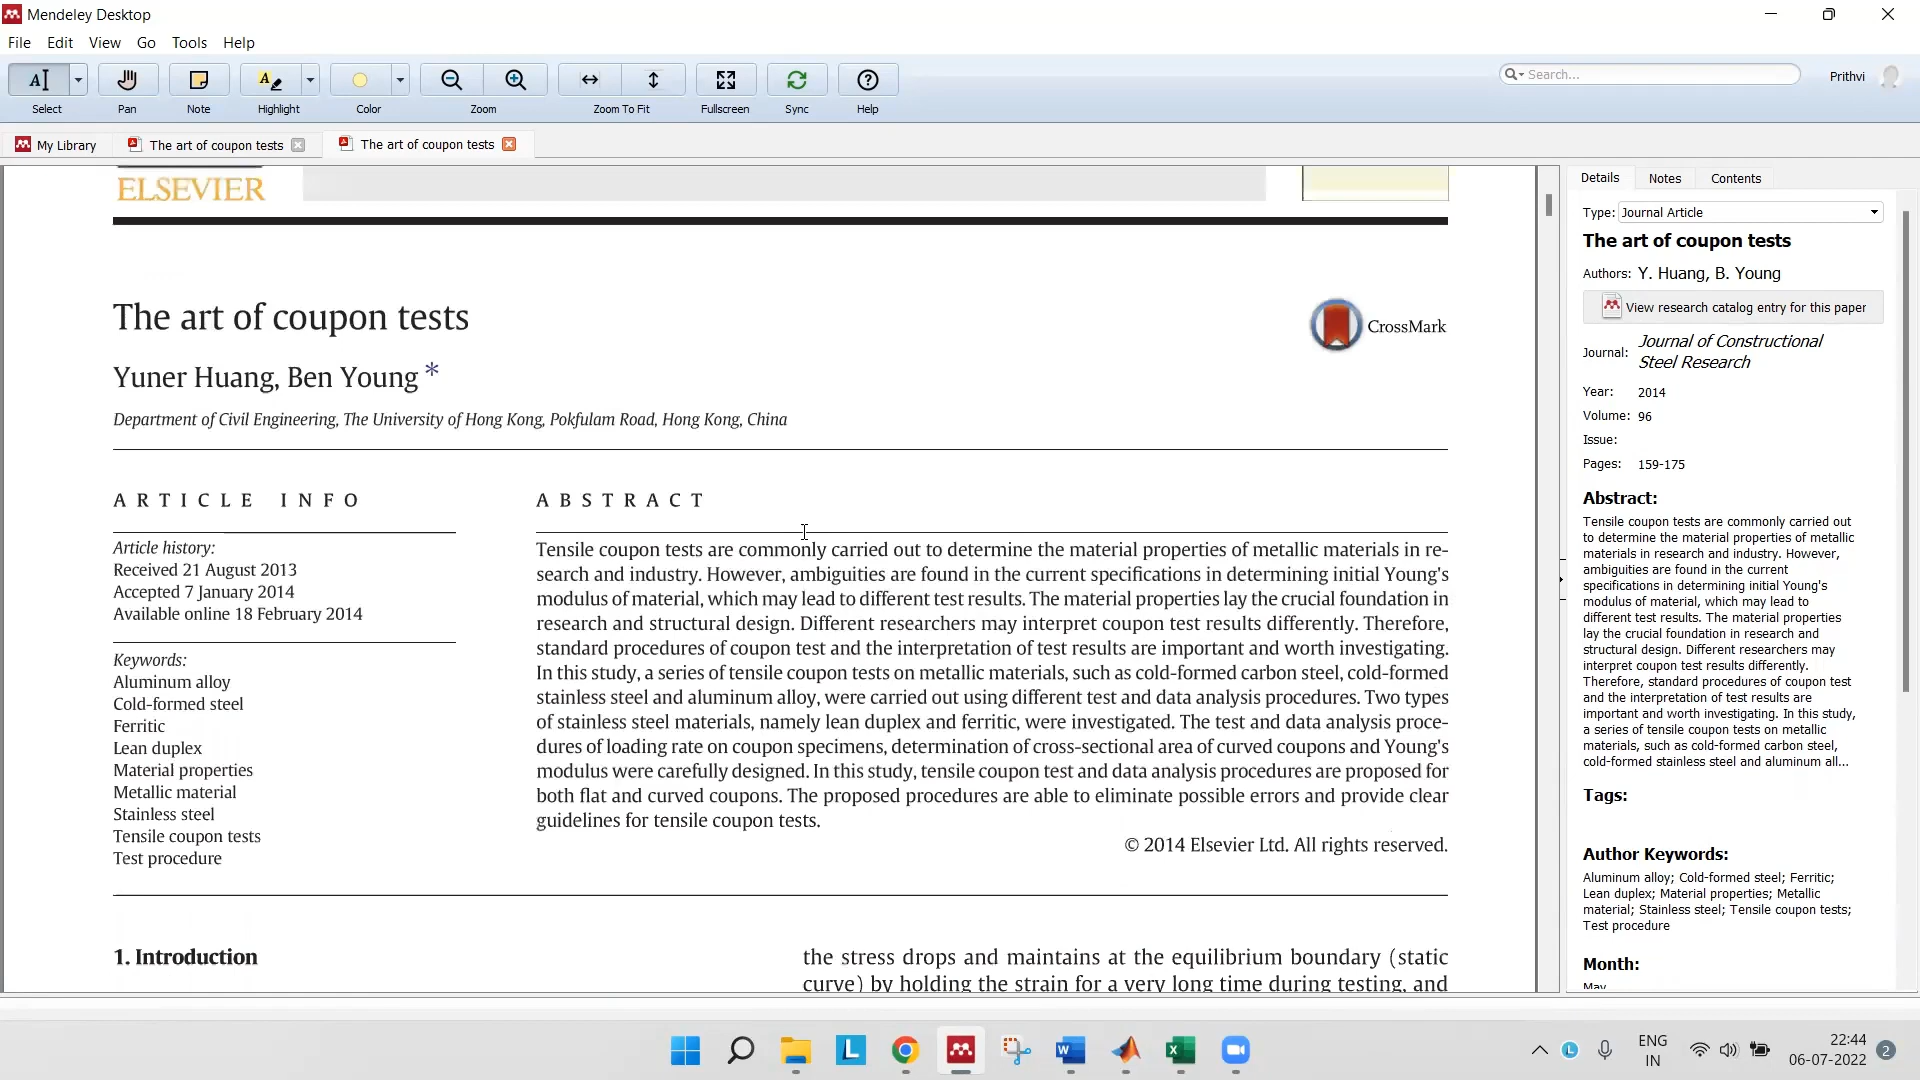 Mendeley Desktop
File Edit View Go Tools Help
Select Pan Note Highlight Color Zoom Zoom To Fit Fullscreen Sync Help
Search...
Prithvi
My Library
The art of coupon tests
The art of coupon tests
ELSEVIER
The art of coupon tests
CrossMark
Yuner Huang, Ben Young *
Department of Civil Engineering, The University of Hong Kong, Pokfulam Road, Hong Kong, China
ARTICLE INFO
Article history:
Received 21 August 2013
Accepted 7 January 2014
Available online 18 February 2014
Keywords:
Aluminum alloy
Cold-formed steel
Ferritic
Lean duplex
Material properties
Metallic material
Stainless steel
Tensile coupon tests
Test procedure
ABSTRACT
Tensile coupon tests are commonly carried out to determine the material properties of metallic materials in re-
search and industry. However, ambiguities are found in the current specifications in determining initial Young's
modulus of material, which may lead to different test results. The material properties lay the crucial foundation in
research and structural design. Different researchers may interpret coupon test results differently. Therefore,
standard procedures of coupon test and the interpretation of test results are important and worth investigating.
In this study, a series of tensile coupon tests on metallic materials, such as cold-formed carbon steel, cold-formed
stainless steel and aluminum alloy, were carried out using different test and data analysis procedures. Two types
of stainless steel materials, namely lean duplex and ferritic, were investigated. The test and data analysis proce-
dures of loading rate on coupon specimens, determination of cross-sectional area of curved coupons and Young's
modulus were carefully designed. In this study, tensile coupon test and data analysis procedures are proposed for
both flat and curved coupons. The proposed procedures are able to eliminate possible errors and provide clear
guidelines for tensile coupon tests.
© 2014 Elsevier Ltd. All rights reserved.
1. Introduction
the stress drops and maintains at the equilibrium boundary (static
curve) by holding the strain for a very long time during testing, and
Details Notes Contents
Type: Journal Article
The art of coupon tests
Authors: Y. Huang, B. Young
View research catalog entry for this paper
Journal: Journal of Constructional
Steel Research
Year: 2014
Volume: 96
Issue:
Pages: 159-175
Abstract:
Tensile coupon tests are commonly carried out
to determine the material properties of metallic
materials in research and industry. However,
ambiguities are found in the current
specifications in determining initial Young's
modulus of material, which may lead to
different test results. The material properties
lay the crucial foundation in research and
structural design. Different researchers may
interpret coupon test results differently.
Therefore, standard procedures of coupon test
and the interpretation of test results are
important and worth investigating. In this study,
a series of tensile coupon tests on metallic
materials, such as cold-formed carbon steel,
cold-formed stainless steel and aluminum all...
Tags:
Author Keywords:
Aluminum alloy; Cold-formed steel; Ferritic;
Lean duplex; Material properties; Metallic
material; Stainless steel; Tensile coupon tests;
Test procedure
Month:
May
ENG
IN
22:44
06-07-2022
2